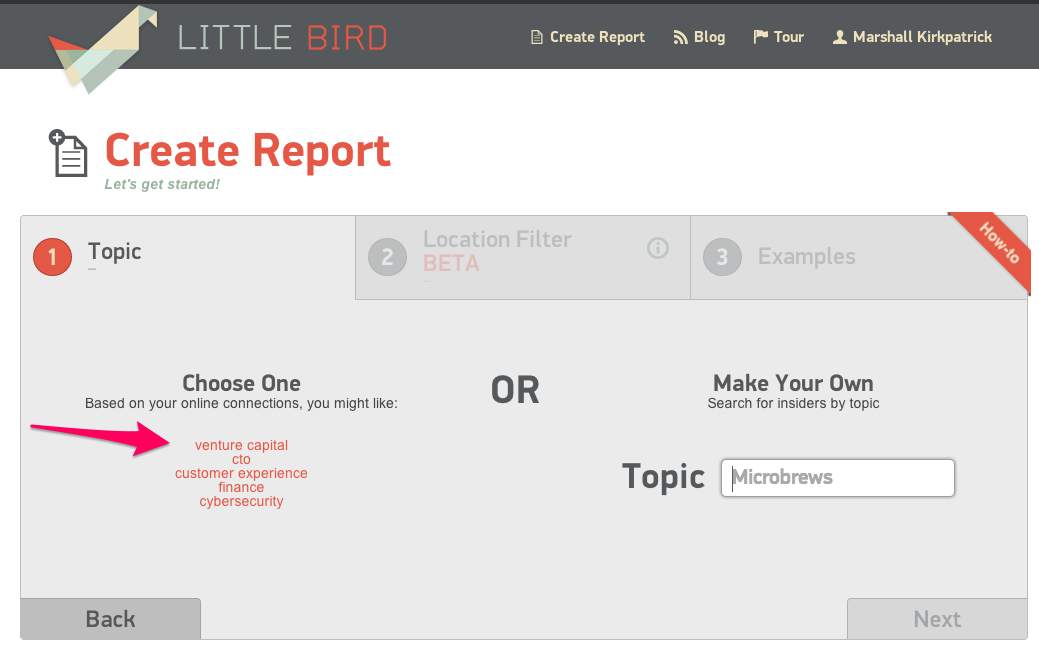 LITTLE BIRD
Create Report
Blog
Tour
Marshall Kirkpatrick
Create Report
Let's get started!
1
Topic
–
2
Location Filter
BETA
–
3
Examples
How-to
Choose One
Based on your online connections, you might like:
venture capital
cto
customer experience
finance
cybersecurity
OR
Make Your Own
Search for insiders by topic
Topic
Microbrews
Back
Next